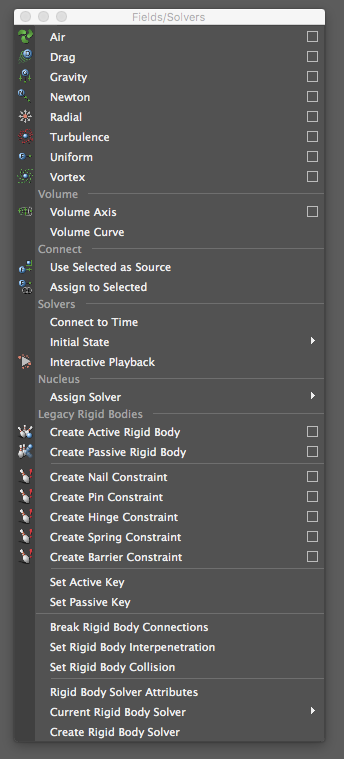 Fields/Solvers
Air
Drag
Gravity
Newton
Radial
Turbulence
Uniform
Vortex
Volume
Volume Axis
Volume Curve
Connect
Use Selected as Source
Assign to Selected
Solvers
Connect to Time
Initial State
Interactive Playback
Nucleus
Assign Solver
Legacy Rigid Bodies
Create Active Rigid Body
Create Passive Rigid Body
Create Nail Constraint
Create Pin Constraint
Create Hinge Constraint
Create Spring Constraint
Create Barrier Constraint
Set Active Key
Set Passive Key
Break Rigid Body Connections
Set Rigid Body Interpenetration
Set Rigid Body Collision
Rigid Body Solver Attributes
Current Rigid Body Solver
Create Rigid Body Solver